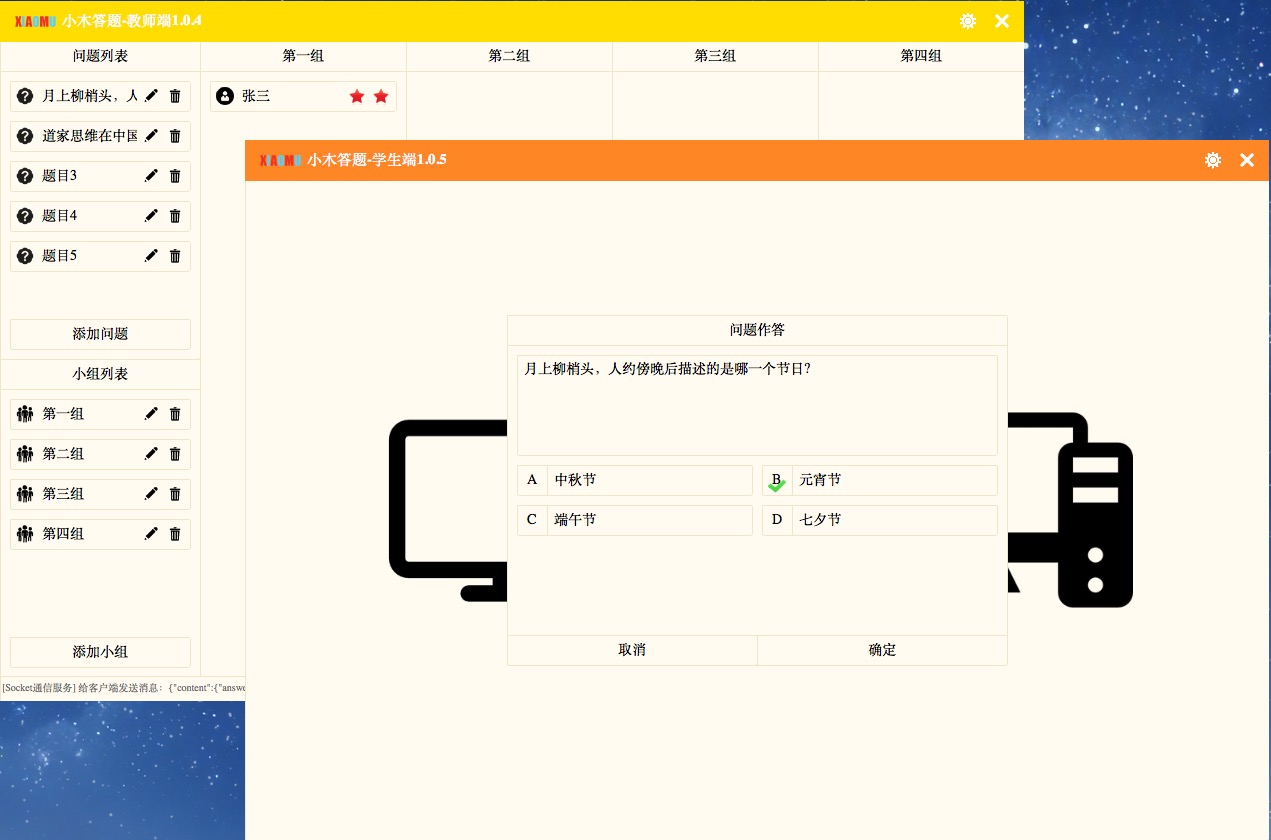 XIAOMU 小木答题-教师端1.0.4
问题列表
第一组
第二组
第三组
第四组
月上柳梢头，人
张三
道家思维在中国
题目3
题目4
题目5
添加问题
小组列表
第一组
第二组
第三组
第四组
添加小组
[Socket通信服务] 给客户端发送消息：{"content":{"answe
XIAOMU 小木答题-学生端1.0.5
问题作答
月上柳梢头，人约傍晚后描述的是哪一个节日？
A 中秋节
B 元宵节
C 端午节
D 七夕节
取消
确定